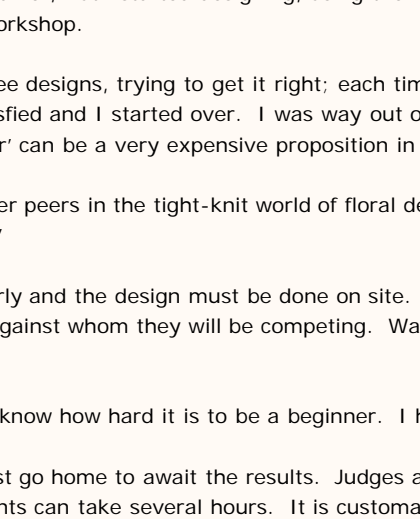 orkshop.
ee designs, trying to get it right; each tim
sfied and I started over. I was way out o
r' can be a very expensive proposition in
er peers in the tight-knit world of floral de
rly and the design must be done on site.
gainst whom they will be competing. Wa
know how hard it is to be a beginner. I h
st go home to await the results. Judges a
nts can take several hours. It is customa